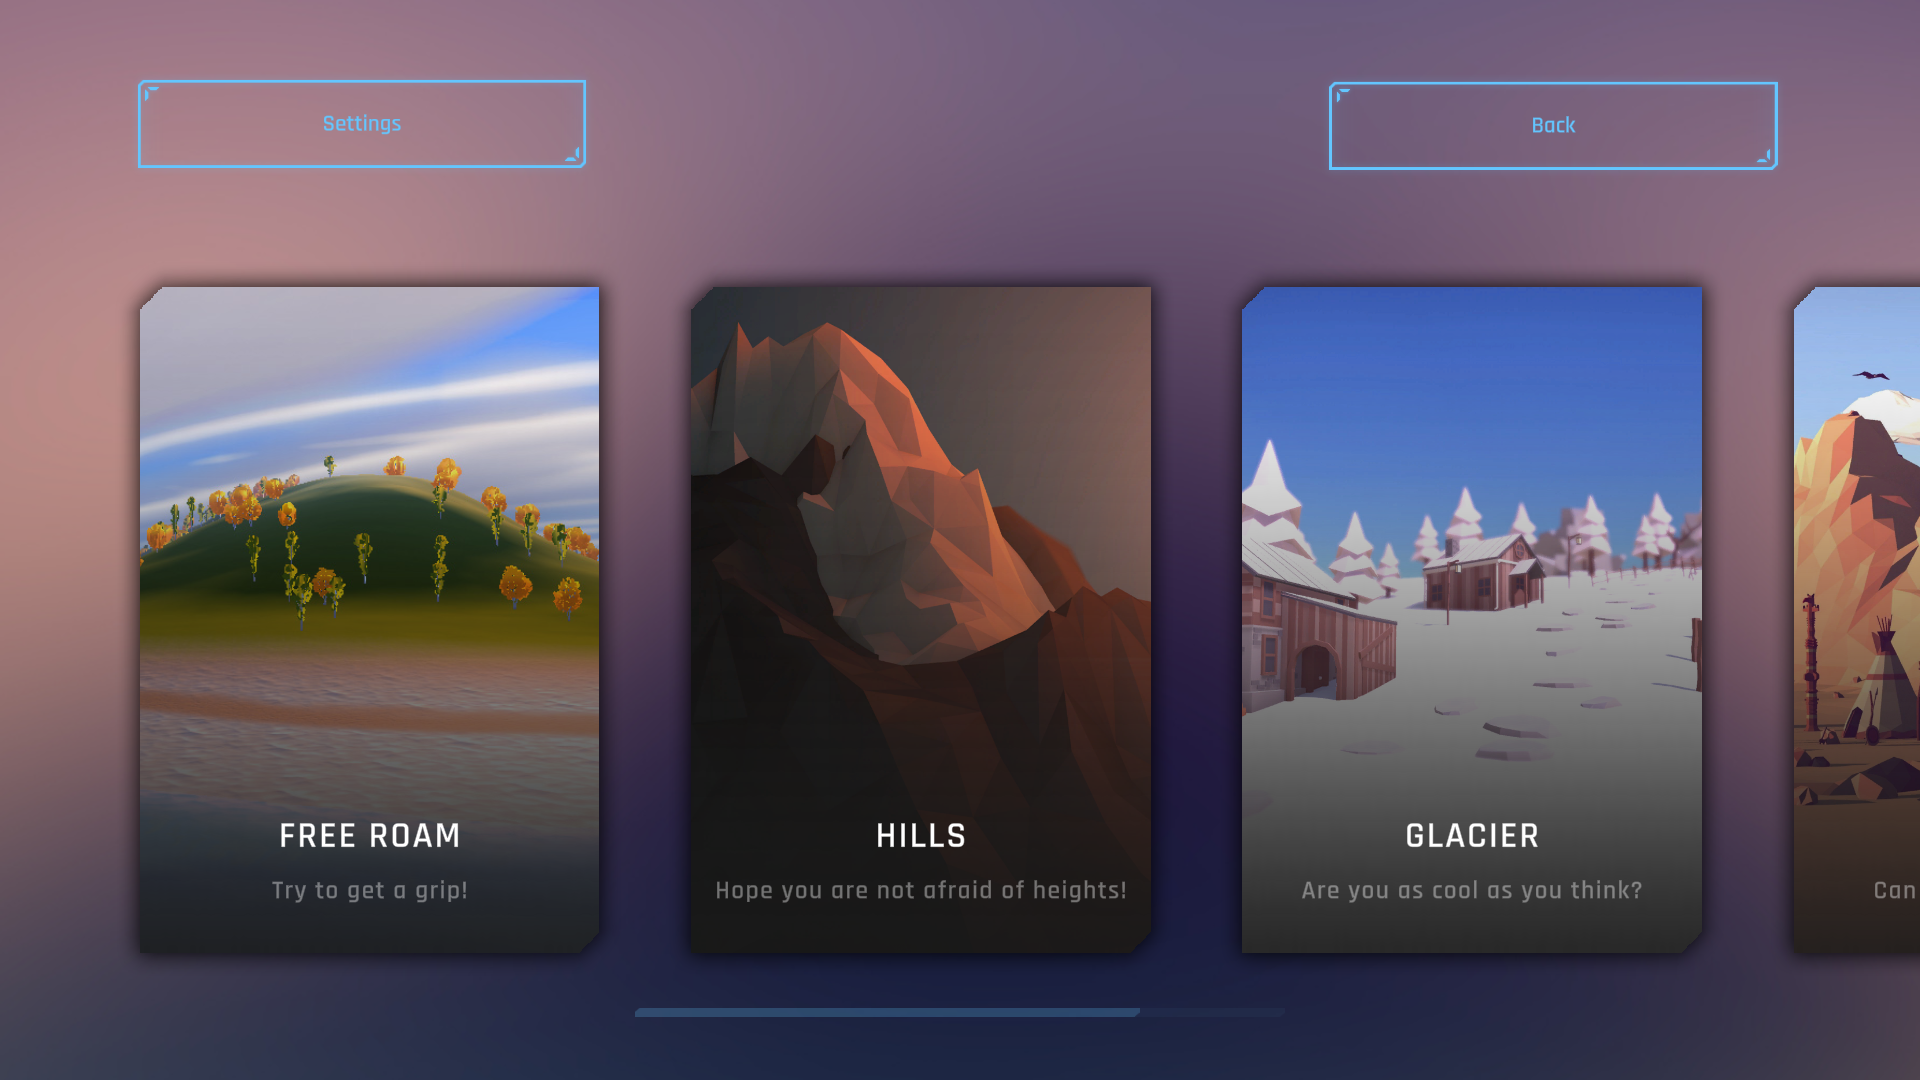 Settings
Back
FREE ROAM
Try to get a grip!
HILLS
Hope you are not afraid of heights!
GLACIER
Are you as cool as you think?
Can